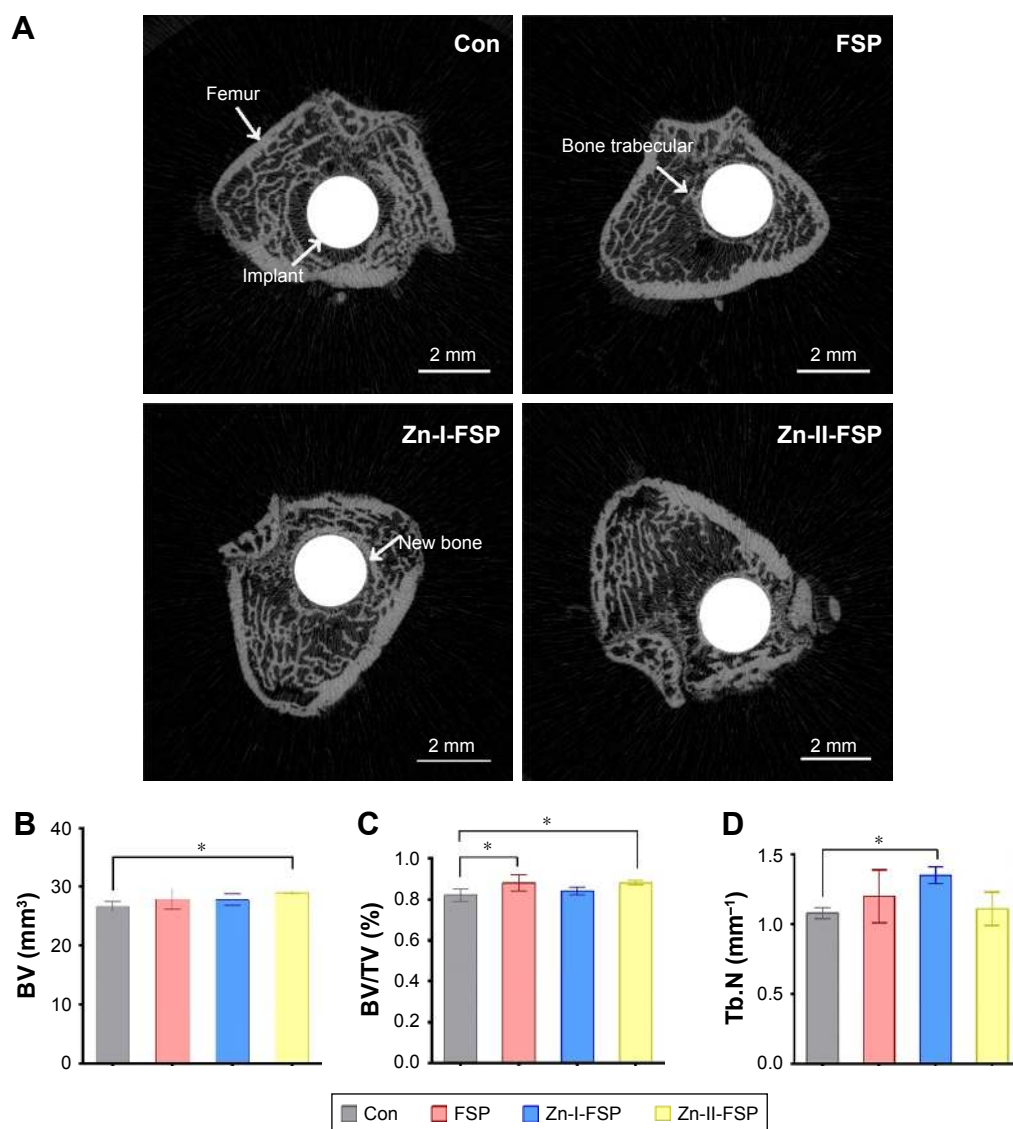 A
Con
Femur
Implant
2 mm
FSP
Bone trabecular
2 mm
Zn-I-FSP
New bone
2 mm
Zn-II-FSP
2 mm
B
BV (mm³)
40
30
20
10
0
*
C
BV/TV (%)
1.0
0.8
0.6
0.4
0.2
0.0
*
*
D
Tb.N (mm⁻¹)
1.5
1.0
0.5
0.0
*
Con FSP Zn-I-FSP Zn-II-FSP